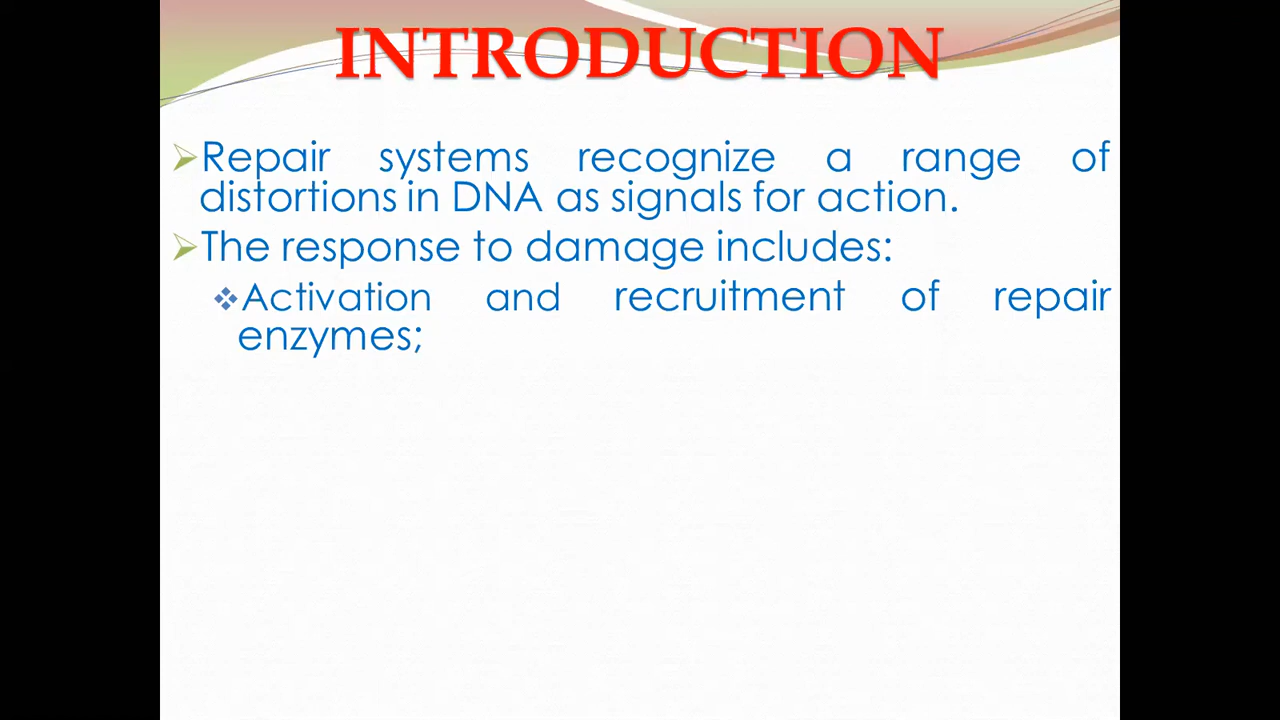 INTRODUCTION
Repair systems recognize a range of
distortions in DNA as signals for action.
The response to damage includes:
Activation and recruitment of repair
enzymes;